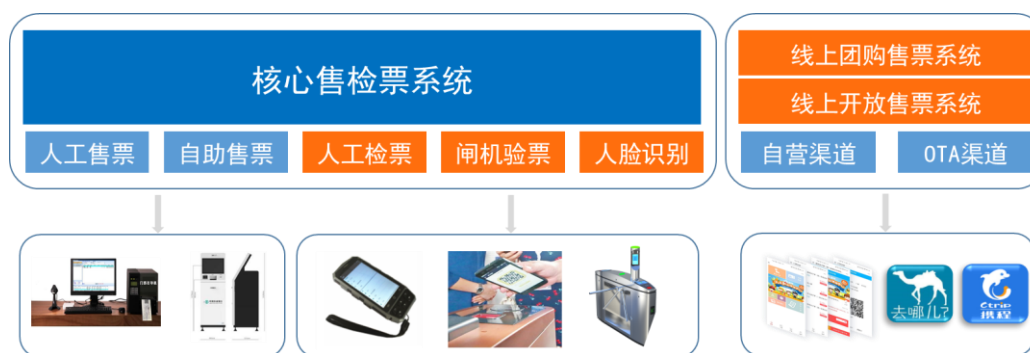 核心售检票系统
人工售票
自助售票
人工检票
闸机验票
人脸识别
线上团购售票系统
线上开放售票系统
自营渠道
OTA渠道
去哪儿?
Ctrip
携程